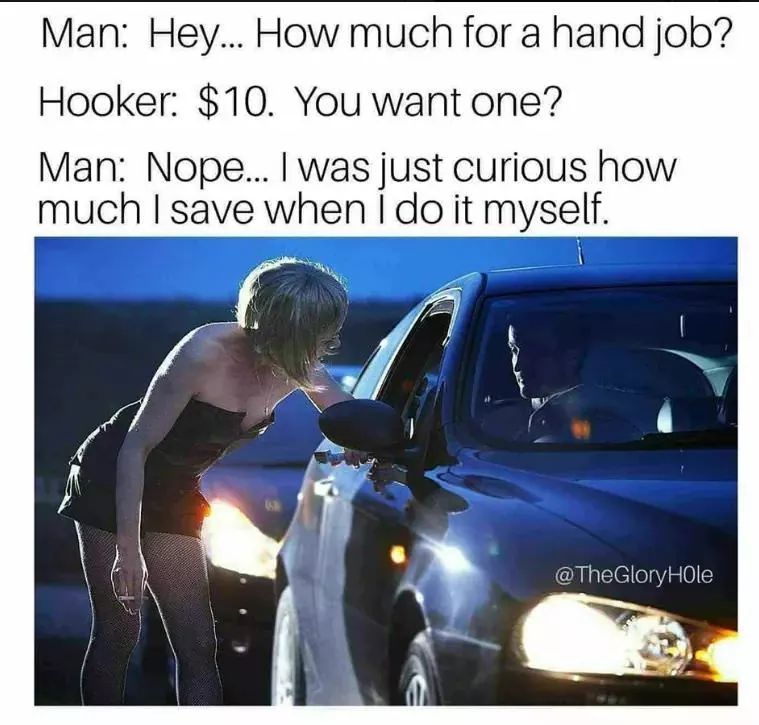 Man: Hey... How much for a hand job?
Hooker: $10. You want one?
Man: Nope... I was just curious how
much I save when I do it myself.
@TheGloryH0le